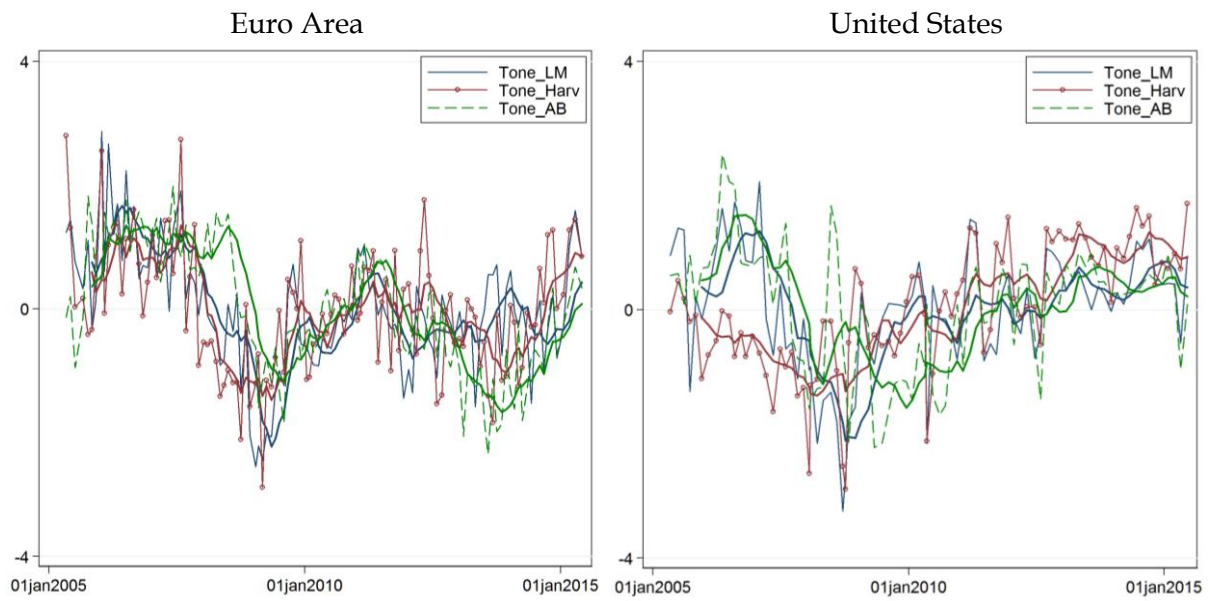 Euro Area
4
0
-4
01jan2005
01jan2010
01jan2015
Tone_LM
Tone_Harv
Tone_AB
United States
4
0
-4
01jan2005
01jan2010
01jan2015
Tone_LM
Tone_Harv
Tone_AB